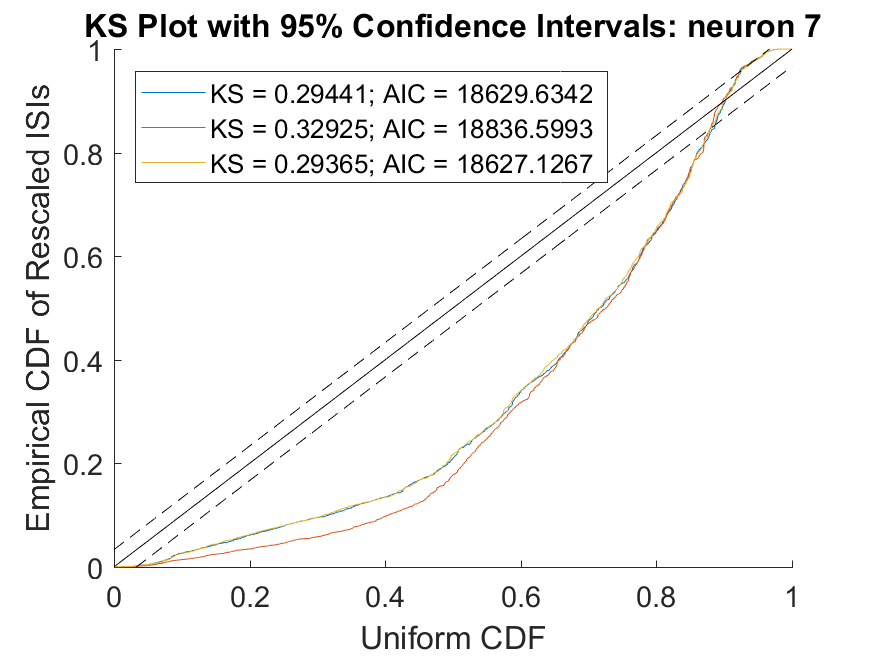 KS Plot with 95% Confidence Intervals: neuron 7
1
KS = 0.29441; AIC = 18629.6342
KS = 0.32925; AIC = 18836.5993
KS = 0.29365; AIC = 18627.1267
0.8
0.6
0.4
0.2
0
Empirical CDF of Rescaled ISIs
0 0.2 0.4 0.6 0.8 1
Uniform CDF